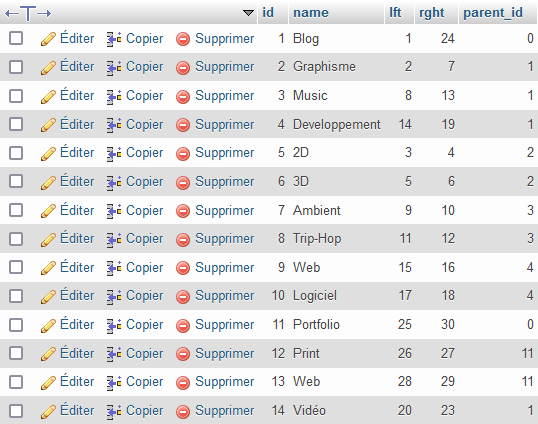 id name lft rght parent_id
Éditer Copier Supprimer 1 Blog 1 24 0
Éditer Copier Supprimer 2 Graphisme 2 7 1
Éditer Copier Supprimer 3 Music 8 13 1
Éditer Copier Supprimer 4 Developpement 14 19 1
Éditer Copier Supprimer 5 2D 3 4 2
Éditer Copier Supprimer 6 3D 5 6 2
Éditer Copier Supprimer 7 Ambient 9 10 3
Éditer Copier Supprimer 8 Trip-Hop 11 12 3
Éditer Copier Supprimer 9 Web 15 16 4
Éditer Copier Supprimer 10 Logiciel 17 18 4
Éditer Copier Supprimer 11 Portfolio 25 30 0
Éditer Copier Supprimer 12 Print 26 27 11
Éditer Copier Supprimer 13 Web 28 29 11
Éditer Copier Supprimer 14 Vidéo 20 23 1